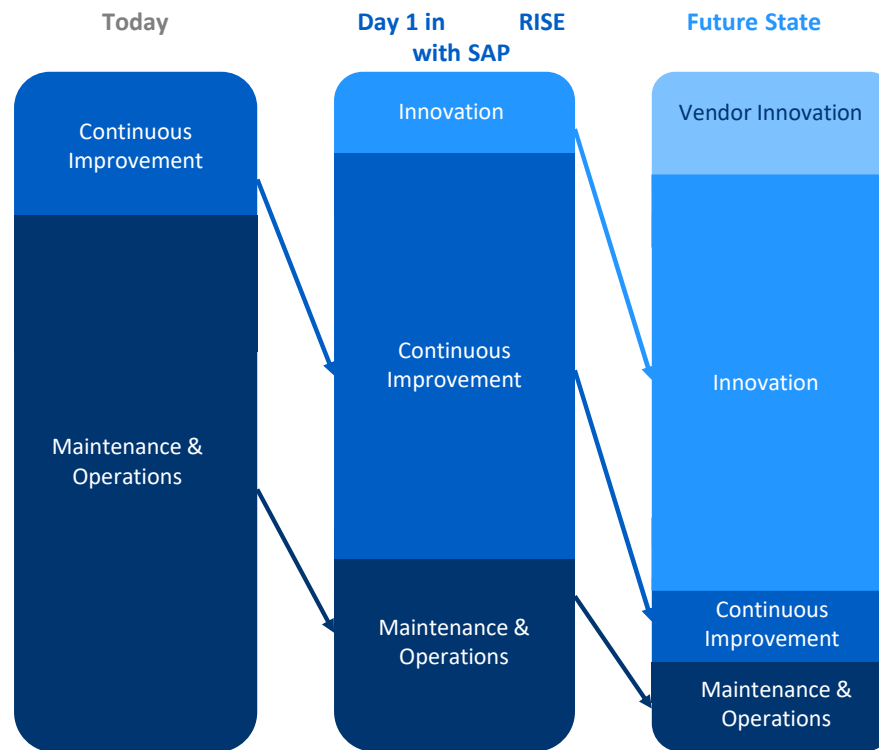 Today
Day 1 in RISE
with SAP
Future State
Continuous
Improvement
Maintenance &
Operations
Innovation
Continuous
Improvement
Maintenance &
Operations
Vendor Innovation
Innovation
Continuous
Improvement
Maintenance &
Operations